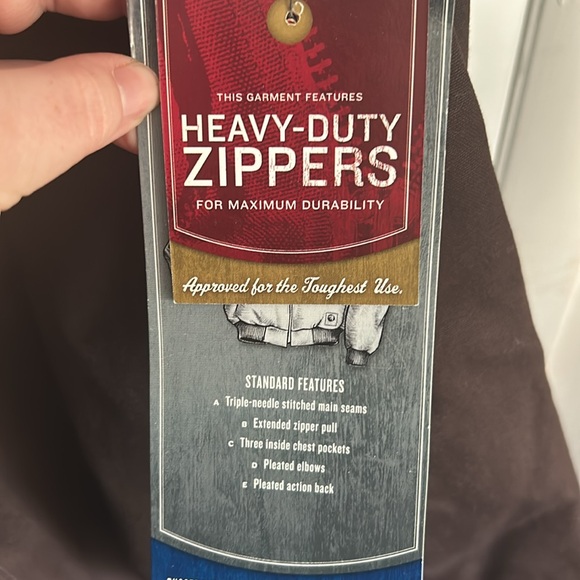 THIS GARMENT FEATURES
HEAVY-DUTY
ZIPPERS
FOR MAXIMUM DURABILITY
Approved for the Toughest Use.
STANDARD FEATURES
A Triple-needle stitched main seams
B Extended zipper pull
C Three inside chest pockets
D Pleated elbows
E Pleated action back